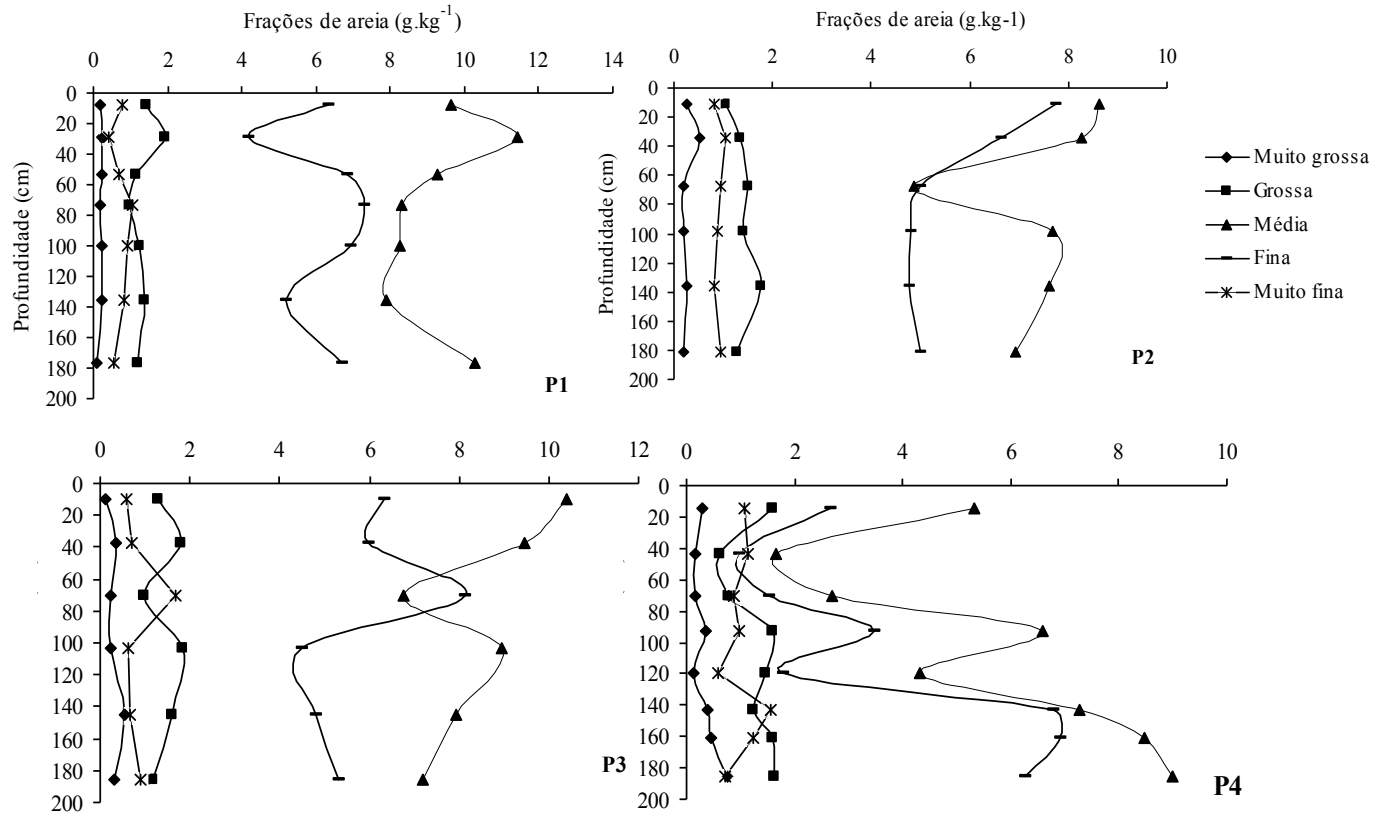 Frações de areia (g.kg-1)
0 2 4 6 8 10 12 14
0
20
40
60
80
100
120
140
160
180
200
Profundidade (cm)
P1
Frações de areia (g.kg-1)
0 2 4 6 8 10
0
20
40
60
80
100
120
140
160
180
200
Profundidade (cm)
P2
Muito grossa
Grossa
Média
Fina
Muito fina
0 2 4 6 8 10 12
0
20
40
60
80
100
120
140
160
180
200
P3
0 2 4 6 8 10
0
20
40
60
80
100
120
140
160
180
200
P4